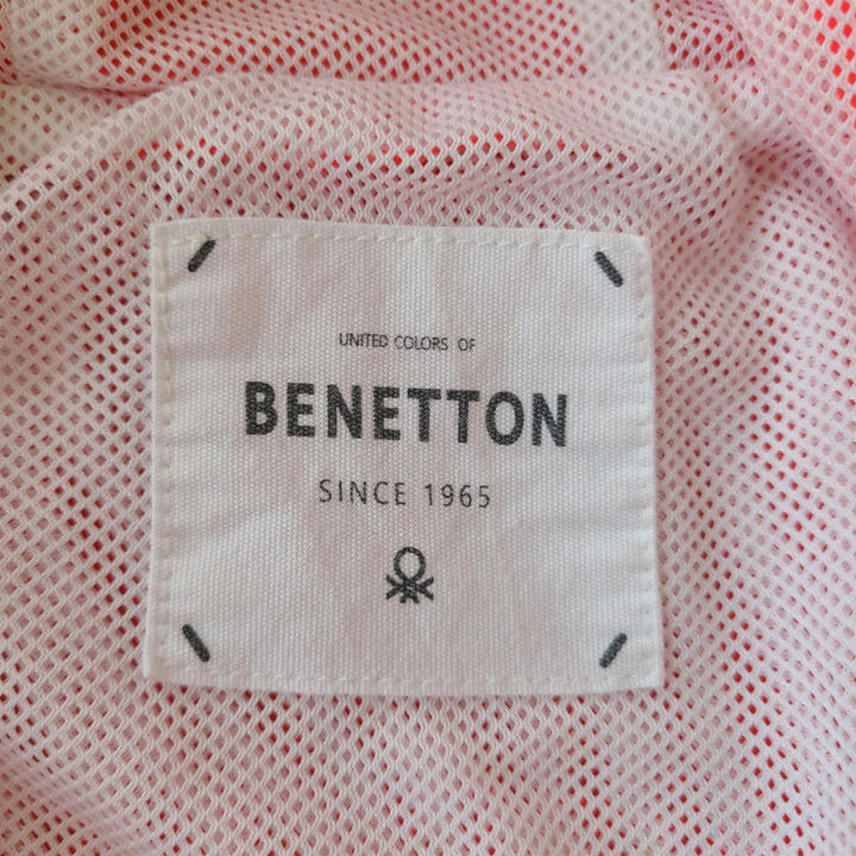 UNITED COLORS OF
BENETTON
SINCE 1965